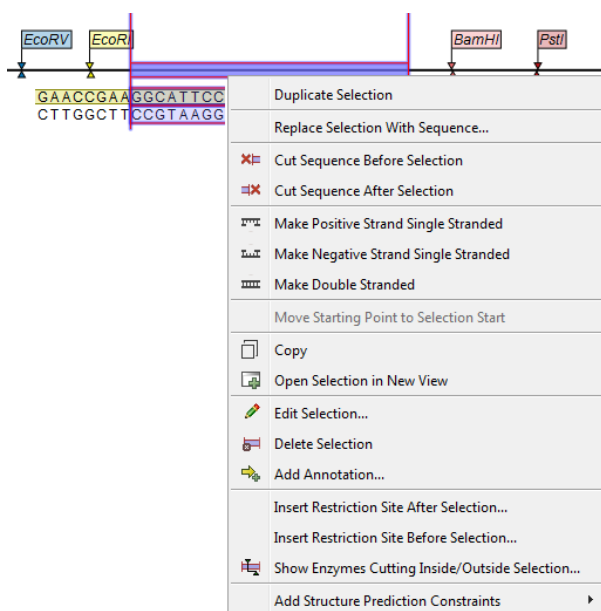 EcoRV EcoRI BamHI PstI
GAACCGAAGGCATTCC
CTTGGCTTCCGTAAGG
Duplicate Selection
Replace Selection With Sequence...
Cut Sequence Before Selection
Cut Sequence After Selection
Make Positive Strand Single Stranded
Make Negative Strand Single Stranded
Make Double Stranded
Move Starting Point to Selection Start
Copy
Open Selection in New View
Edit Selection...
Delete Selection
Add Annotation...
Insert Restriction Site After Selection...
Insert Restriction Site Before Selection...
Show Enzymes Cutting Inside/Outside Selection...
Add Structure Prediction Constraints